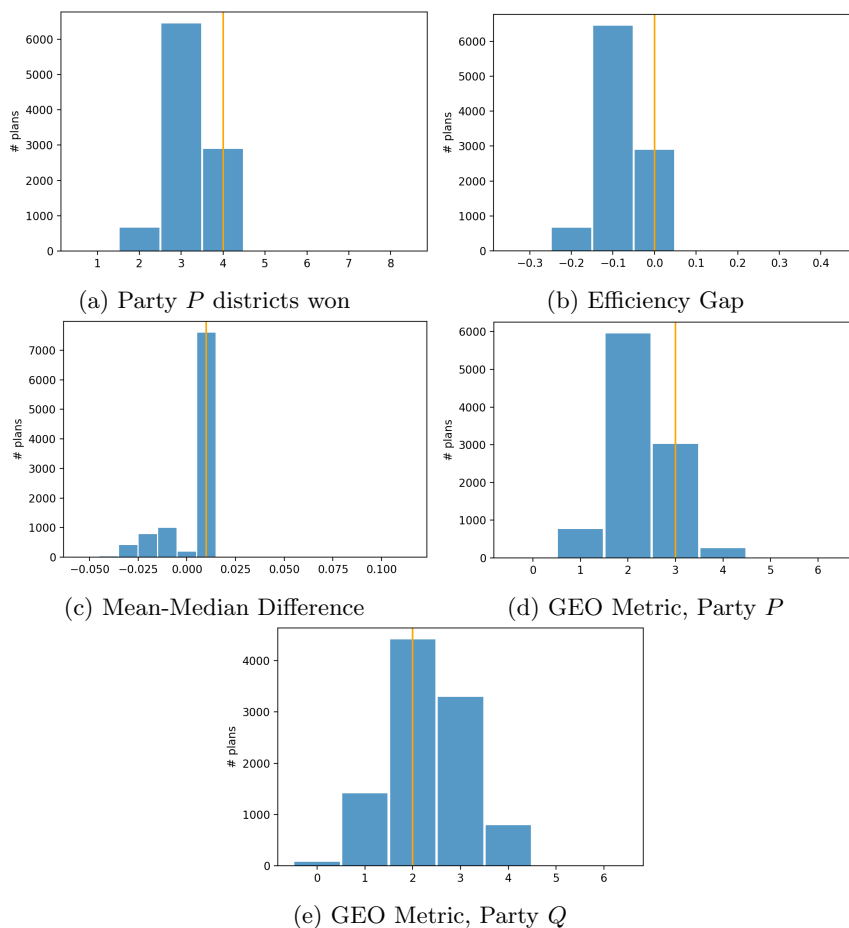 6000
5000
4000
3000
2000
1000
0
# plans
1 2 3 4 5 6 7 8
(a) Party P districts won
6000
5000
4000
3000
2000
1000
0
# plans
−0.3 −0.2 −0.1 0.0 0.1 0.2 0.3 0.4
(b) Efficiency Gap
7000
6000
5000
4000
3000
2000
1000
0
# plans
−0.050 −0.025 0.000 0.025 0.050 0.075 0.100
(c) Mean-Median Difference
6000
5000
4000
3000
2000
1000
0
# plans
0 1 2 3 4 5 6
(d) GEO Metric, Party P
4000
3000
2000
1000
0
# plans
0 1 2 3 4 5 6
(e) GEO Metric, Party Q